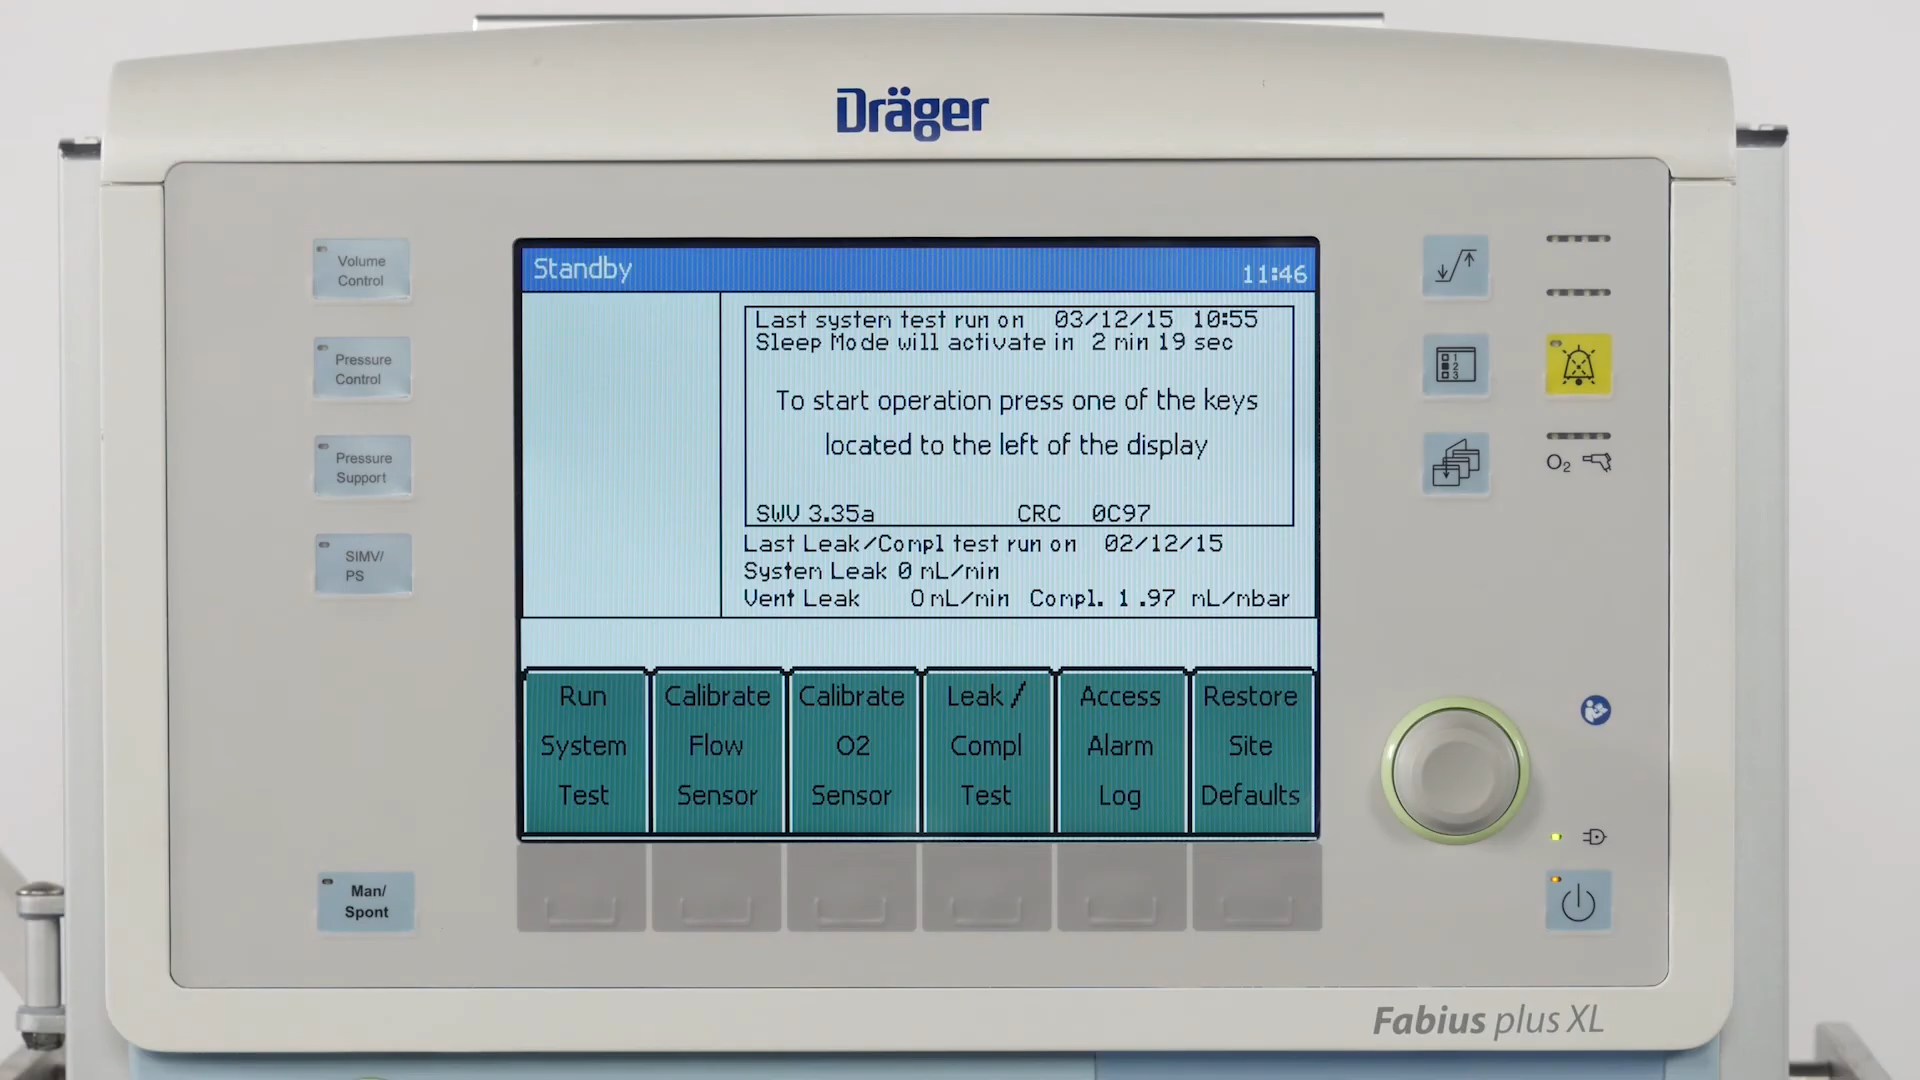 Dräger
Volume
Control
Pressure
Control
Pressure
Support
SIMV/
PS
Man/
Spont
Standby
11:46
Last system test run on 03/12/15 10:55
Sleep Mode will activate in 2 min 19 sec
To start operation press one of the keys
located to the left of the display
SWV 3.35a CRC 0C97
Last Leak/Compl test run on 02/12/15
System Leak 0 mL/min
Vent Leak 0 mL/min Compl. 1.97 mL/mbar
Run
System
Test
Calibrate
Flow
Sensor
Calibrate
O2
Sensor
Leak /
Compl
Test
Access
Alarm
Log
Restore
Site
Defaults
1
2
3
O₂
Fabius plus XL